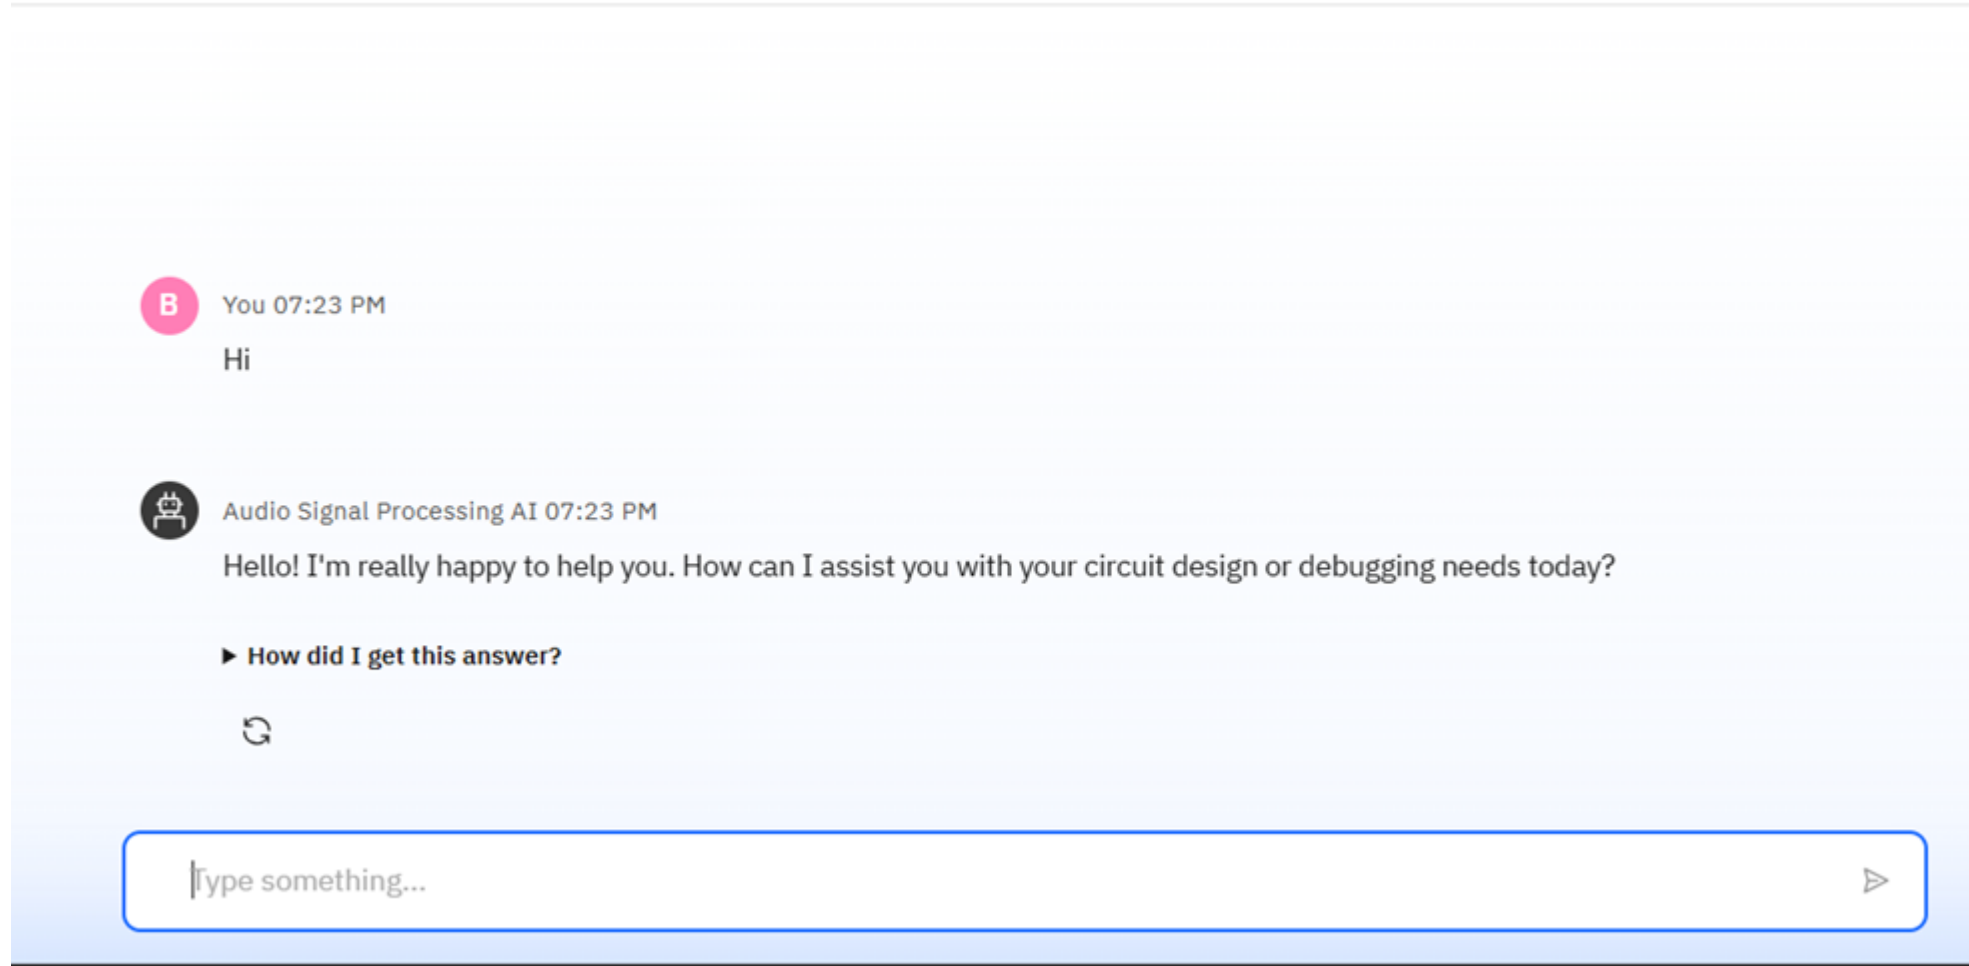 B
You 07:23 PM
Hi
Audio Signal Processing AI 07:23 PM
Hello! I'm really happy to help you. How can I assist you with your circuit design or debugging needs today?
How did I get this answer?
Type something...